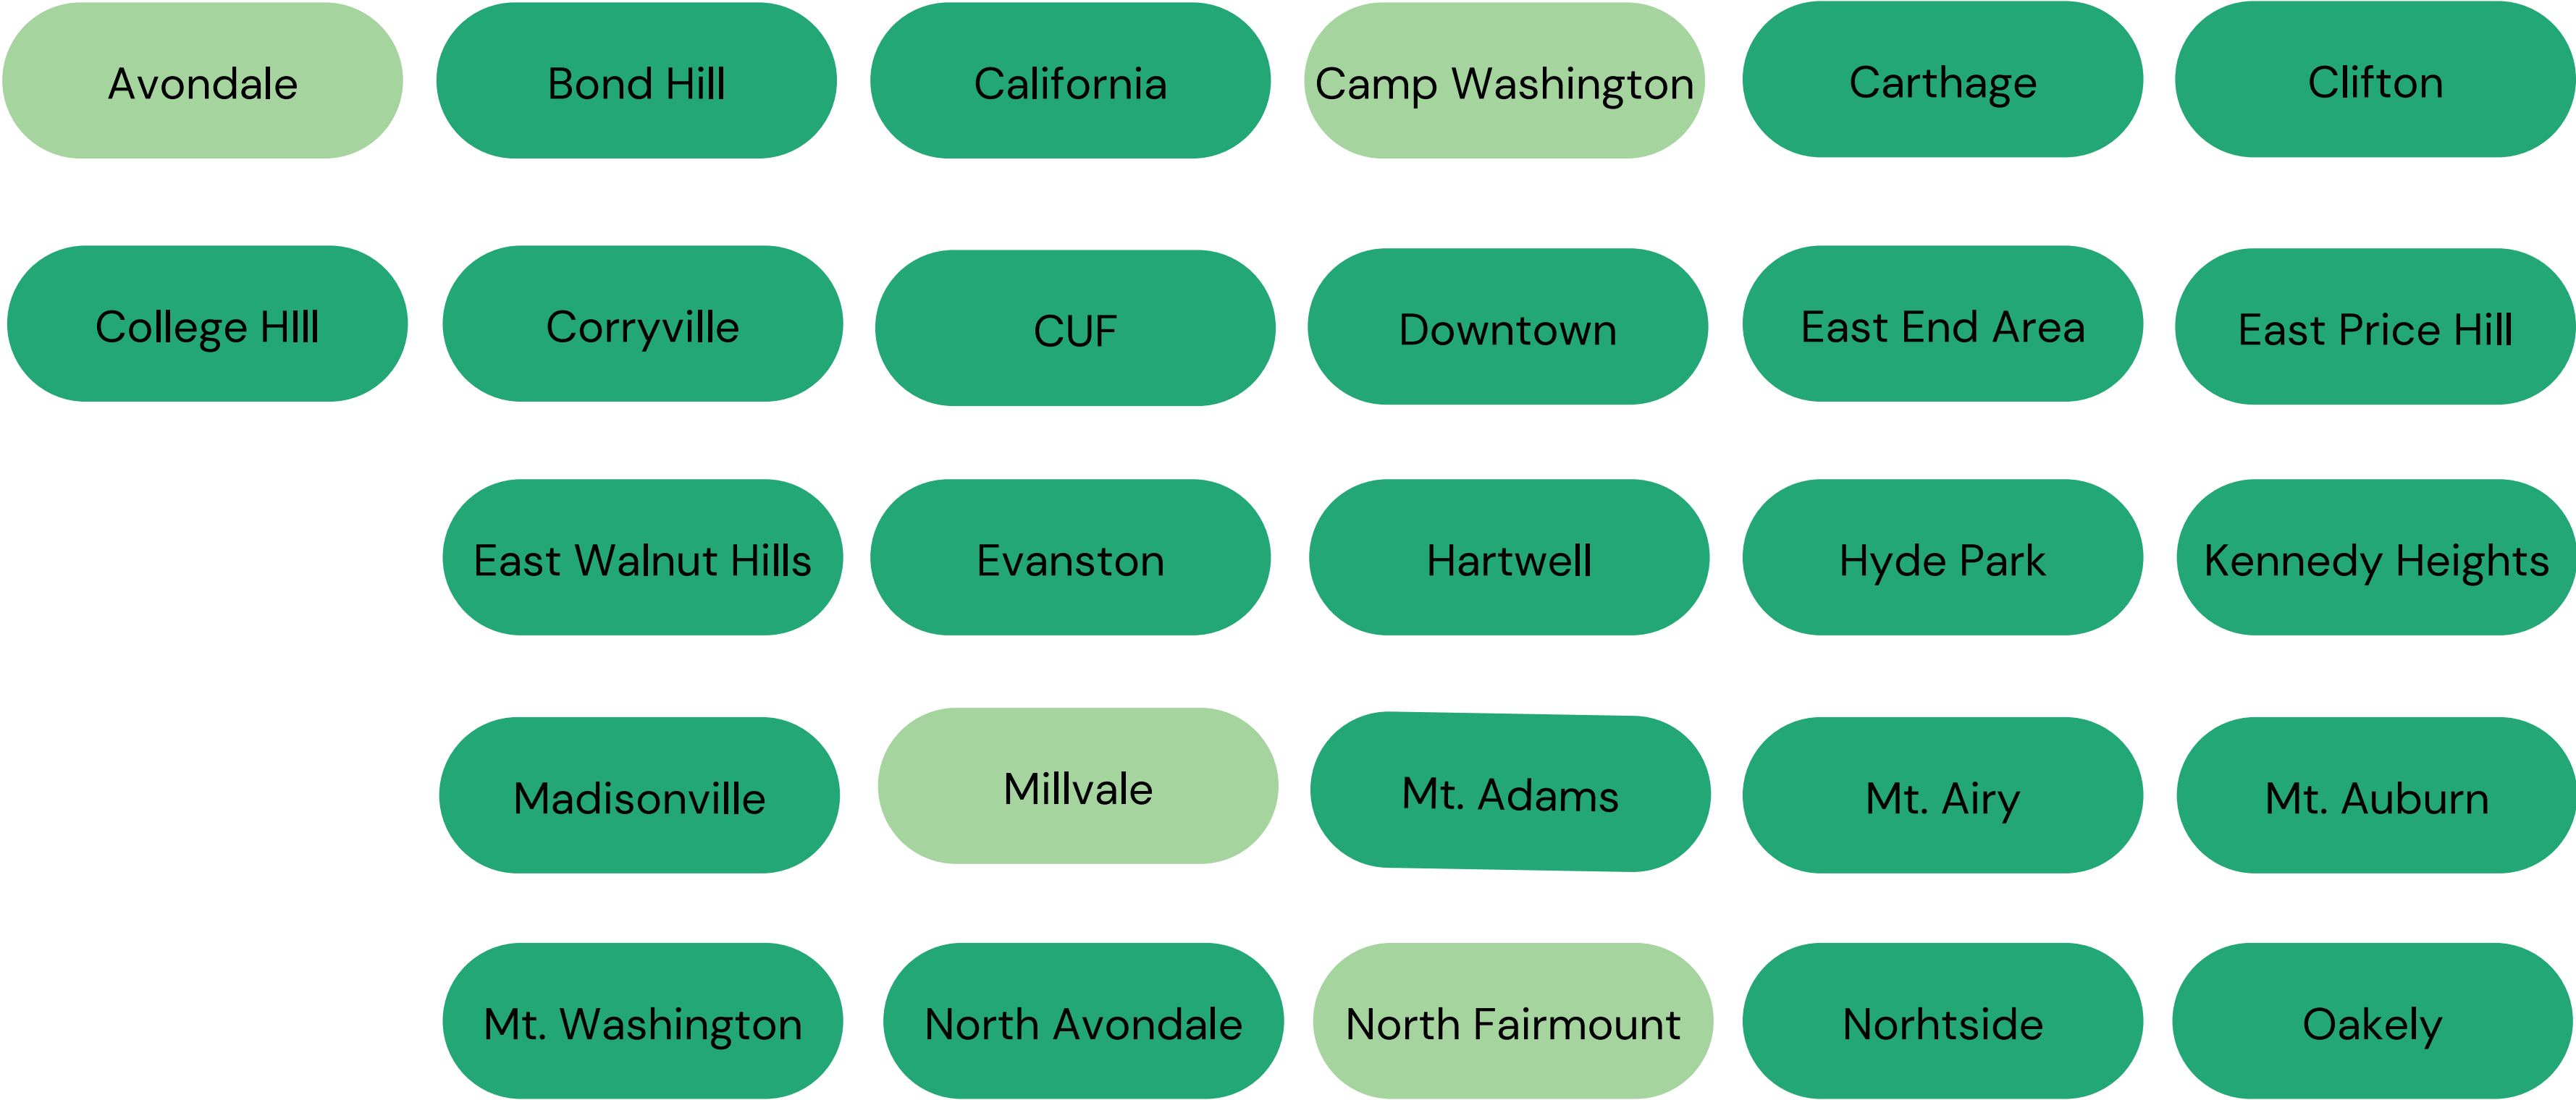 Avondale
Bond Hill
California
Camp Washington
Carthage
Clifton
College HIll
Corryville
CUF
Downtown
East End Area
East Price Hill
East Walnut Hills
Evanston
Hartwell
Hyde Park
Kennedy Heights
Madisonville
Millvale
Mt. Adams
Mt. Airy
Mt. Auburn
Mt. Washington
North Avondale
North Fairmount
Norhtside
Oakely